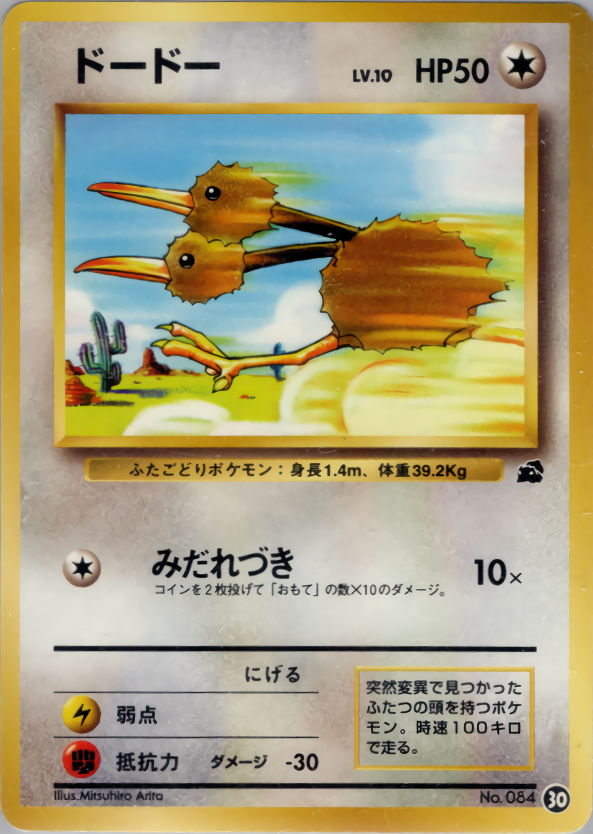 ドードー
LV.10 HP50
ふたごどりポケモン：身長1.4m、体重39.2Kg
みだれづき 10×
コインを2枚投げて「おもて」の数×10のダメージ。
にげる
弱点
抵抗力 ダメージ -30
突然変異で見つかった
ふたつの頭を持つポケ
モン。時速100キロ
で走る。
Illus.Mitsuhiro Arita
No.084
30